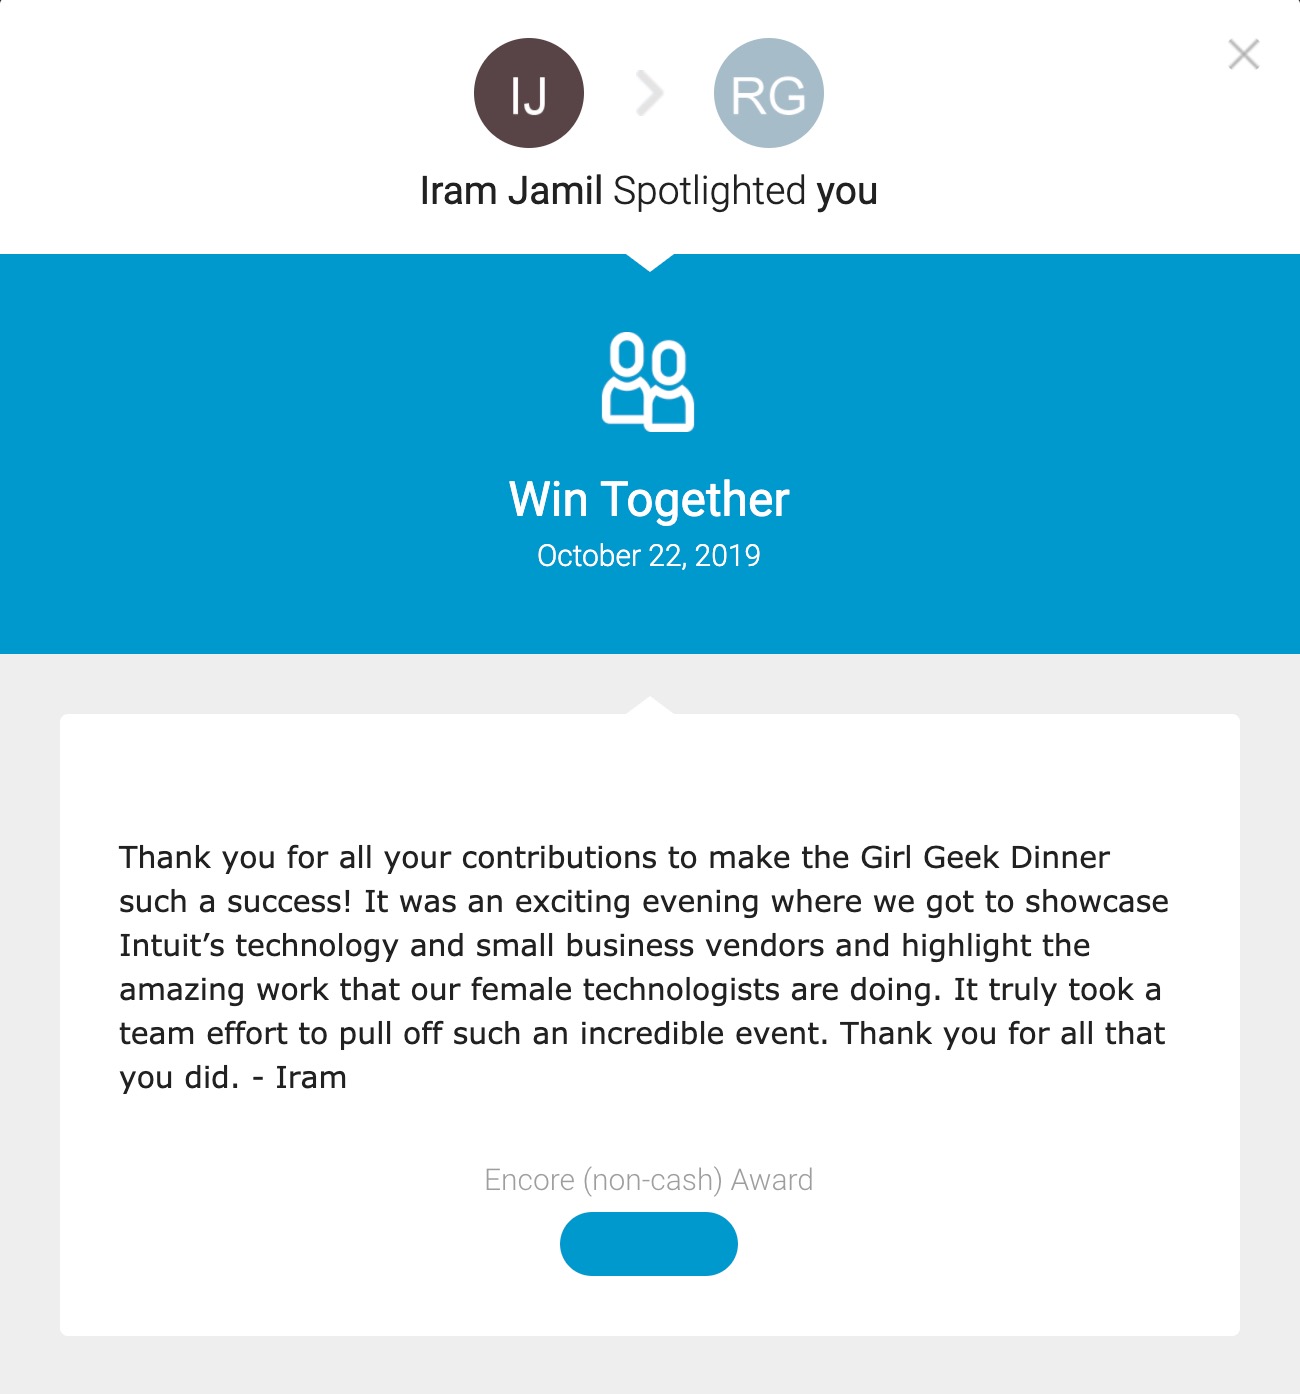 IJ
RG
Iram Jamil Spotlighted you
Win Together
October 22, 2019
Thank you for all your contributions to make the Girl Geek Dinner
such a success! It was an exciting evening where we got to showcase
Intuit’s technology and small business vendors and highlight the
amazing work that our female technologists are doing. It truly took a
team effort to pull off such an incredible event. Thank you for all that
you did. - Iram
Encore (non-cash) Award